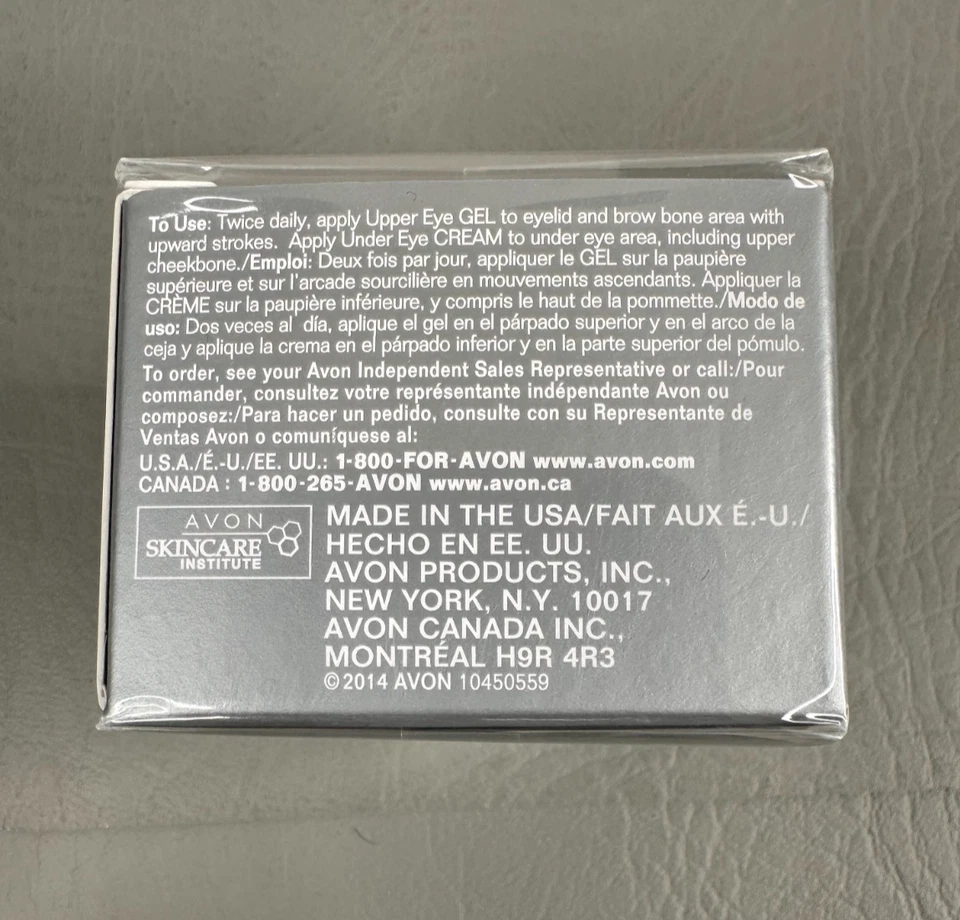 To Use: Twice daily, apply Upper Eye GEL to eyelid and brow bone area with
upward strokes.  Apply Under Eye CREAM to under eye area, including upper
cheekbone./Emploi: Deux fois par jour, appliquer le GEL sur la paupière
supérieure et sur l'arcade sourcilière en mouvements ascendants. Appliquer la
CRÈME sur la paupière inférieure, y compris le haut de la pommette./Modo de
uso: Dos veces al  día, aplique el gel en el párpado superior y en el arco de la
ceja y aplique la crema en el párpado inferior y en la parte superior del pómulo.
To order, see your Avon Independent Sales Representative or call:/Pour
commander, consultez votre représentante indépendante Avon ou
composez:/Para hacer un pedido, consulte con su Representante de
Ventas Avon o comuníquese al:
U.S.A./É.-U./EE. UU.: 1-800-FOR-AVON www.avon.com
CANADA : 1-800-265-AVON www.avon.ca
AVON
SKINCARE
INSTITUTE
MADE IN THE USA/FAIT AUX É.-U./
HECHO EN EE. UU.
AVON PRODUCTS, INC.,
NEW YORK, N.Y. 10017
AVON CANADA INC.,
MONTRÉAL H9R 4R3
©2014 AVON 10450559